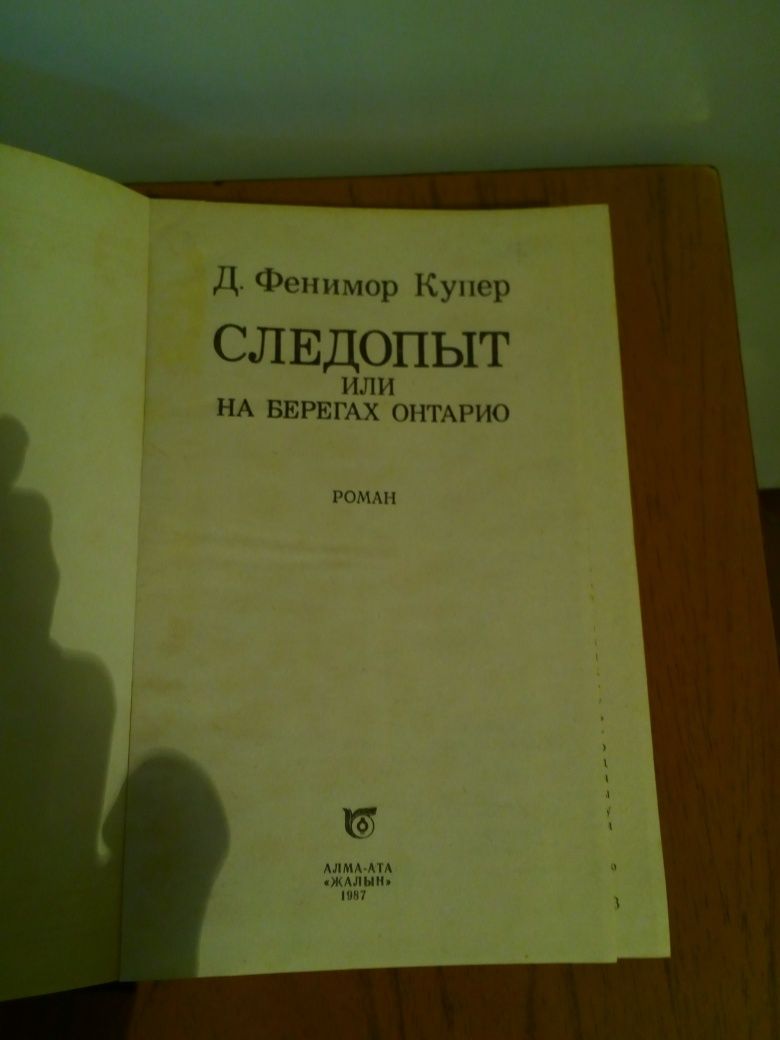 Д. Фенимор Купер
СЛЕДОПЫТ
ИЛИ
НА БЕРЕГАХ ОНТАРИО
РОМАН
АЛМА-АТА
«ЖАЛЫН»
1987